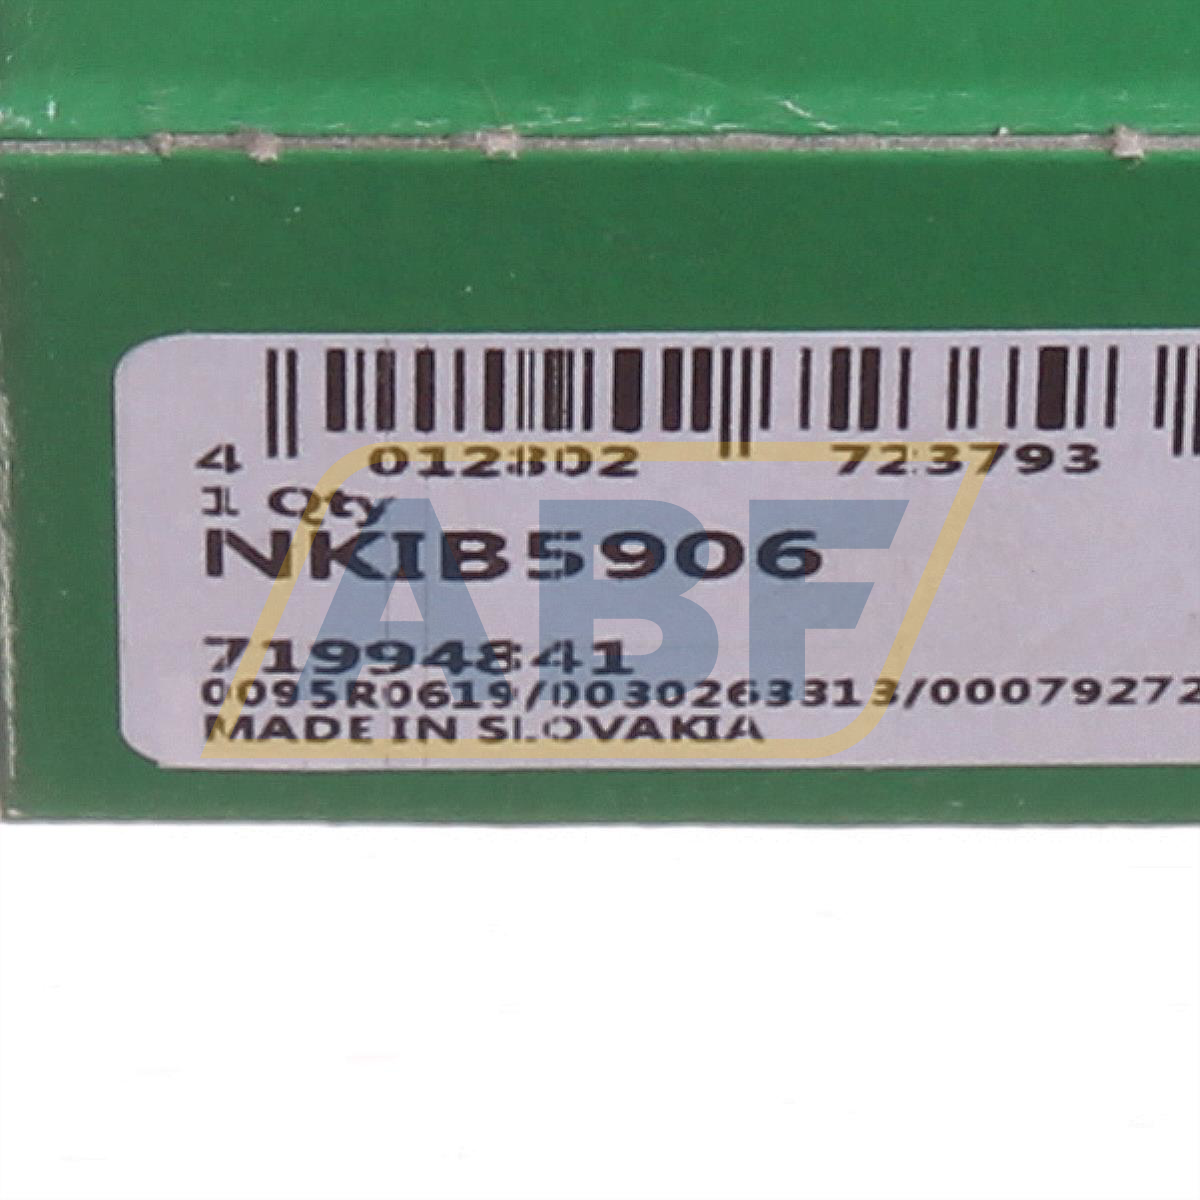 4 012802 723793
1 Qty
NKIB5906
71994841
0095R0619/0030263313/00079272
MADE IN SLOVAKIA
ABF